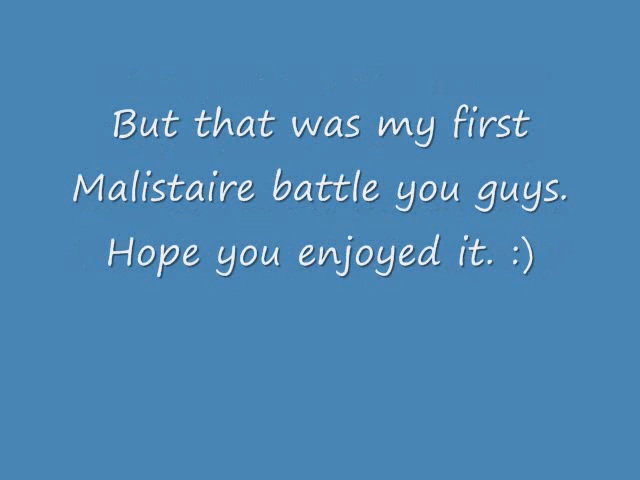 But that was my first
Malistaire battle you guys.
Hope you enjoyed it. :)